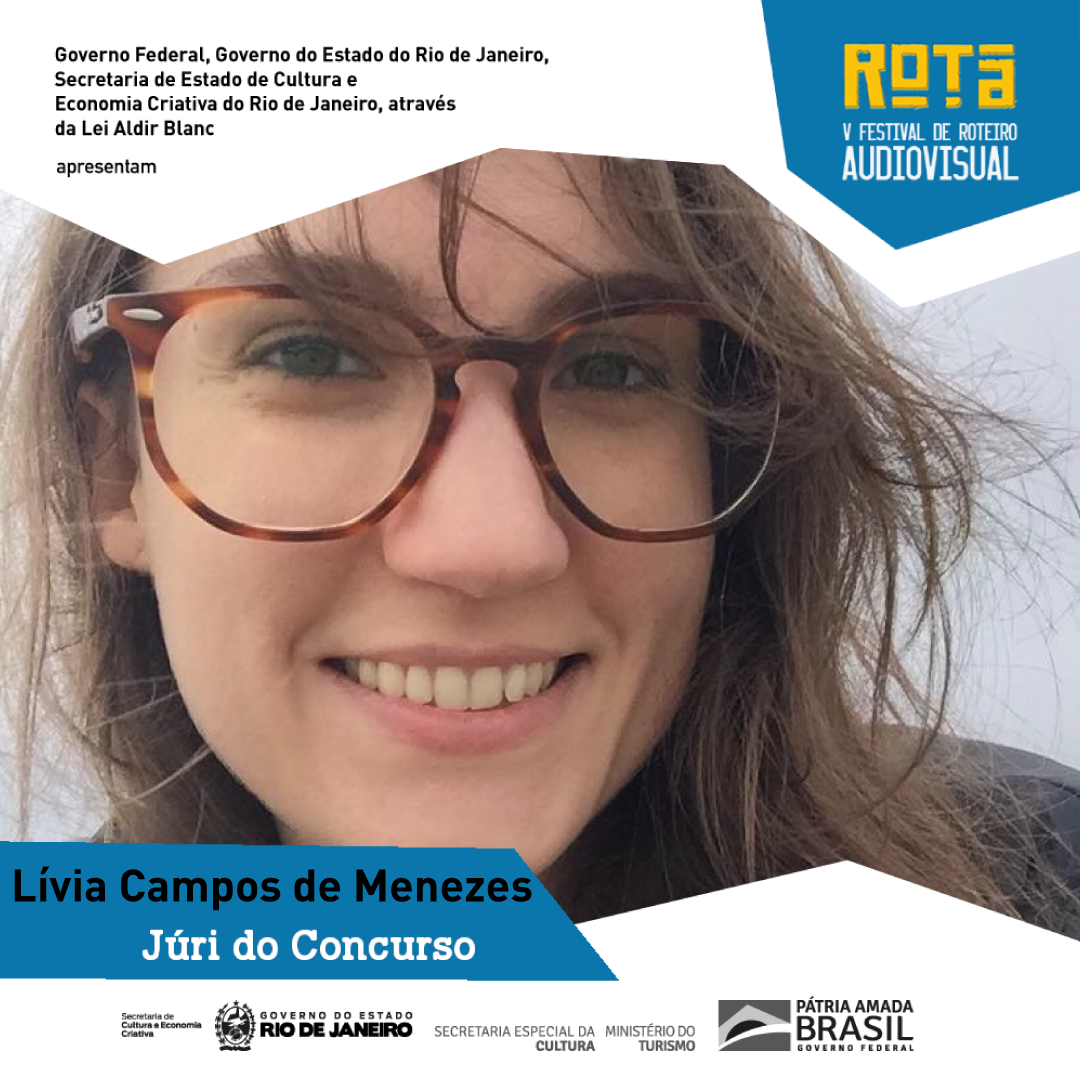 Governo Federal, Governo do Estado do Rio de Janeiro,
Secretaria de Estado de Cultura e
Economia Criativa do Rio de Janeiro, através
da Lei Aldir Blanc
apresentam
ROTA
V FESTIVAL DE ROTEIRO
AUDIOVISUAL
Lívia Campos de Menezes
Júri do Concurso
Secretaria de
Cultura e Economia
Criativa
GOVERNO DO ESTADO
RIO DE JANEIRO
SECRETARIA ESPECIAL DA
CULTURA
MINISTÉRIO DO
TURISMO
PÁTRIA AMADA
BRASIL
GOVERNO FEDERAL